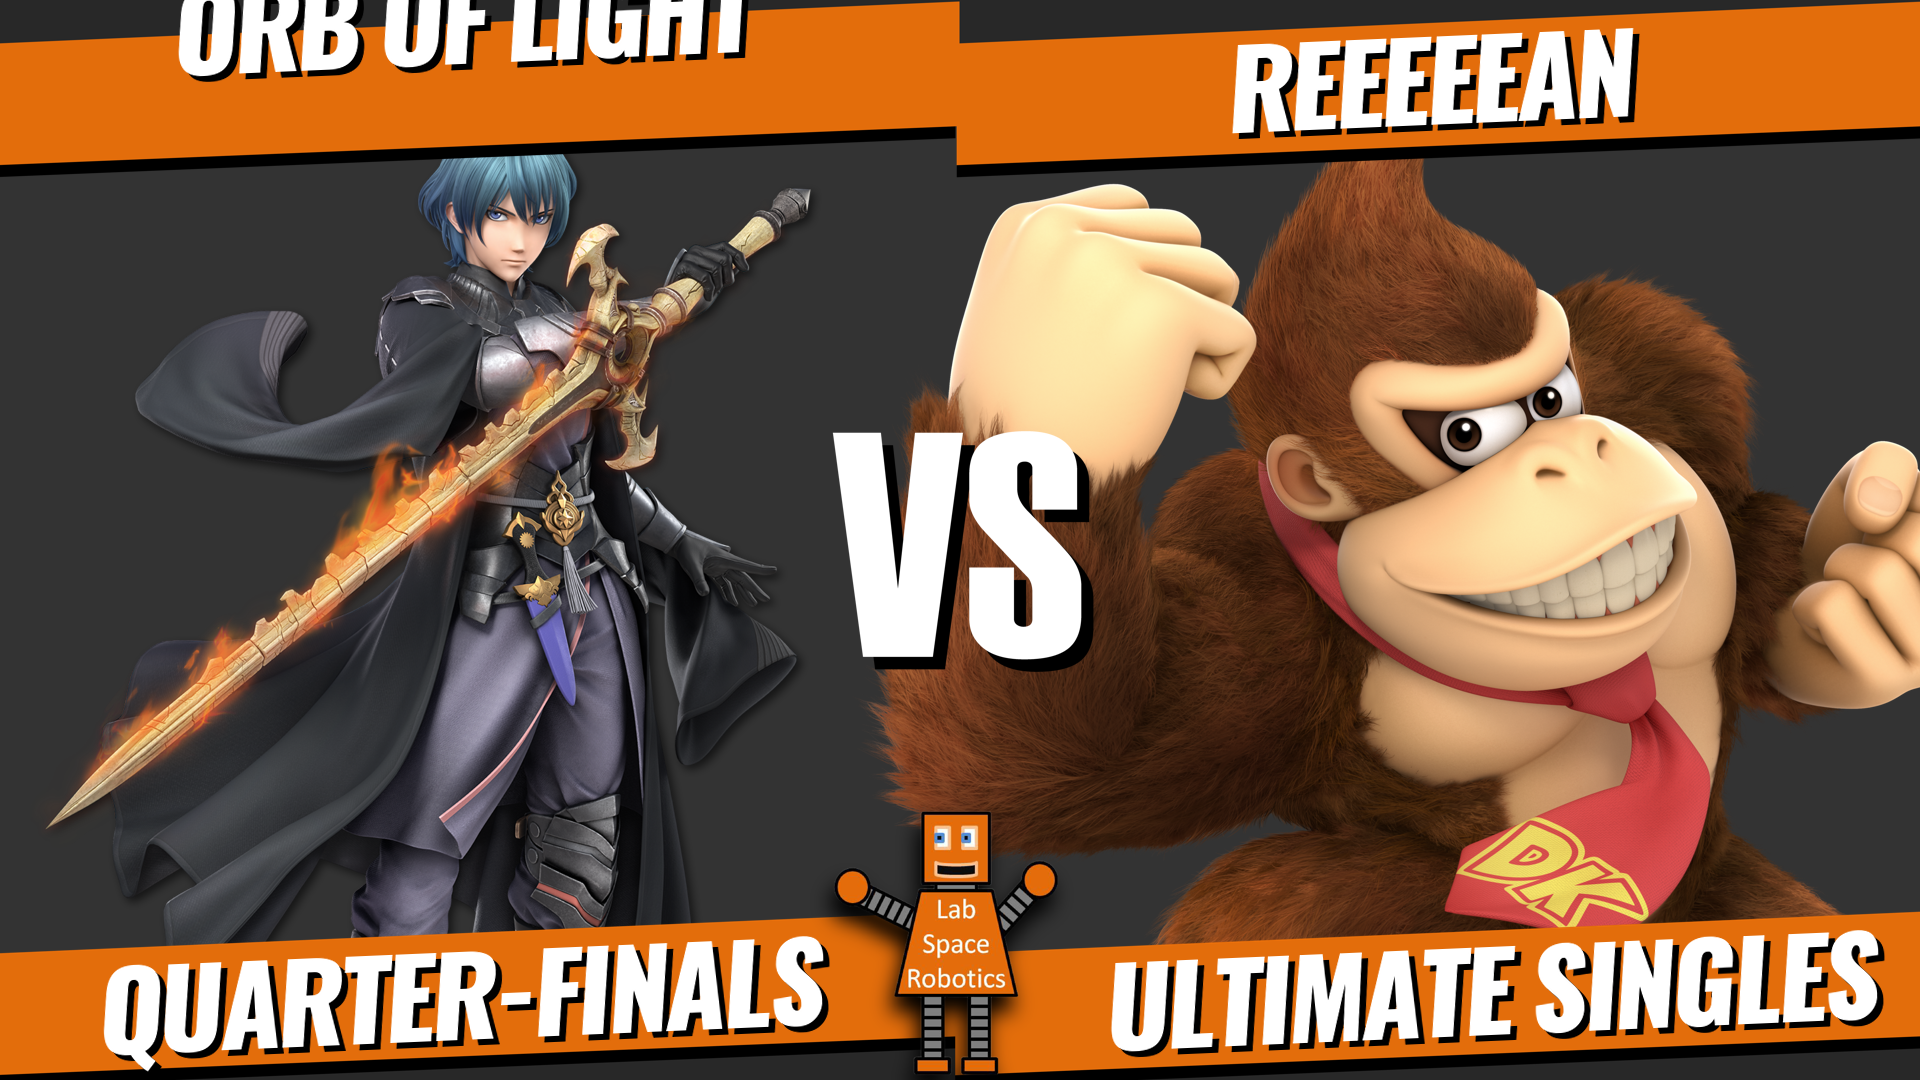 ORB OF LIGHT
REEEEEAN
VS
DK
Lab
Space
Robotics
QUARTER-FINALS
ULTIMATE SINGLES